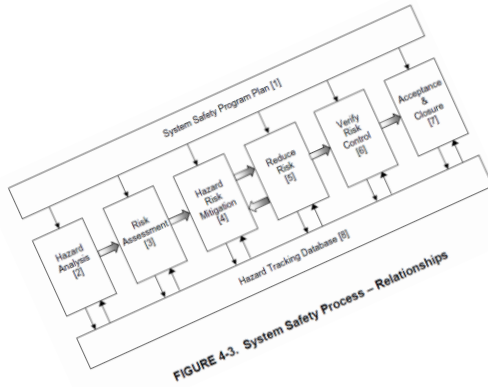 System Safety Program Plan [1]
Hazard
Analysis
[2]
Risk
Assessment
[3]
Hazard
Risk
Mitigation
[4]
Reduce
Risk
[5]
Verify
Risk
Control
[6]
Acceptance
&
Closure
[7]
Hazard Tracking Database [8]
FIGURE 4-3. System Safety Process – Relationships